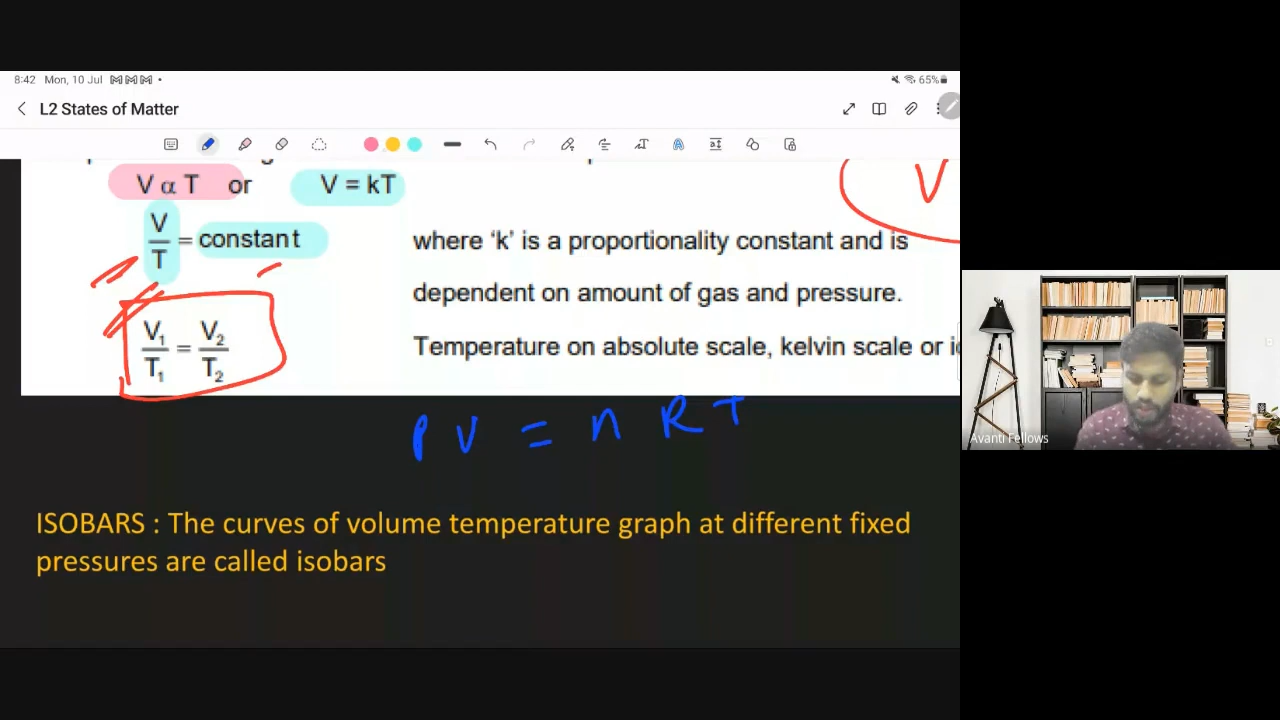 8:42 Mon, 10 Jul
65%
L2 States of Matter
V α T or V = kT
V
V/T = constant
where ‘k’ is a proportionality constant and is
dependent on amount of gas and pressure.
V₁/T₁ = V₂/T₂
Temperature on absolute scale, kelvin scale or
PV = nRT
ISOBARS : The curves of volume temperature graph at different fixed
pressures are called isobars
Avanti Fellows